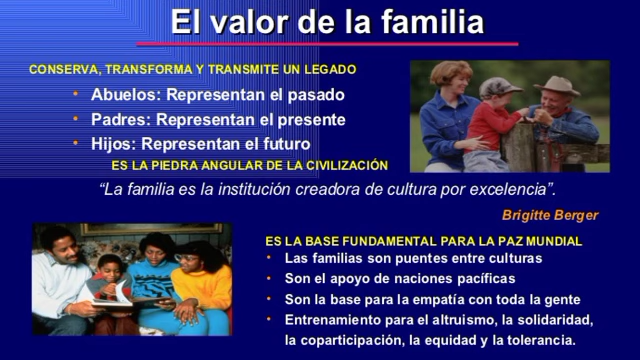 El valor de la familia
CONSERVA, TRANSFORMA Y TRANSMITE UN LEGADO
• Abuelos: Representan el pasado
• Padres: Representan el presente
• Hijos: Representan el futuro
ES LA PIEDRA ANGULAR DE LA CIVILIZACIÓN
“La familia es la institución creadora de cultura por excelencia”.
Brigitte Berger
ES LA BASE FUNDAMENTAL PARA LA PAZ MUNDIAL
• Las familias son puentes entre culturas
• Son el apoyo de naciones pacíficas
• Son la base para la empatía con toda la gente
• Entrenamiento para el altruismo, la solidaridad,
la coparticipación, la equidad y la tolerancia.